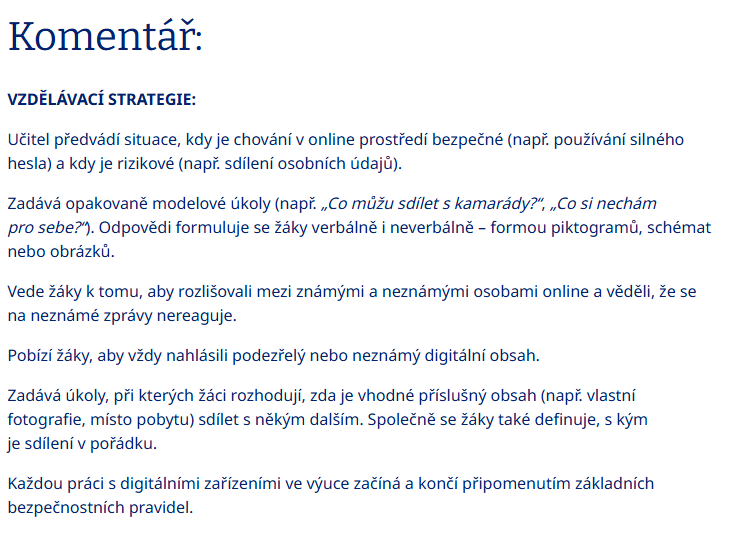 Komentář:
VZDĚLÁVACÍ STRATEGIE:
Učitel předvádí situace, kdy je chování v online prostředí bezpečné (např. používání silného
hesla) a kdy je rizikové (např. sdílení osobních údajů).
Zadává opakovaně modelové úkoly (např. „Co můžu sdílet s kamarády?“, „Co si nechám
pro sebe?“). Odpovědi formuluje se žáky verbálně i neverbálně – formou piktogramů, schémat
nebo obrázků.
Vede žáky k tomu, aby rozlišovali mezi známými a neznámými osobami online a věděli, že se
na neznámé zprávy nereaguje.
Pobízí žáky, aby vždy nahlásili podezřelý nebo neznámý digitální obsah.
Zadává úkoly, při kterých žáci rozhodují, zda je vhodné příslušný obsah (např. vlastní
fotografie, místo pobytu) sdílet s někým dalším. Společně se žáky také definuje, s kým
je sdílení v pořádku.
Každou práci s digitálními zařízeními ve výuce začíná a končí připomenutím základních
bezpečnostních pravidel.